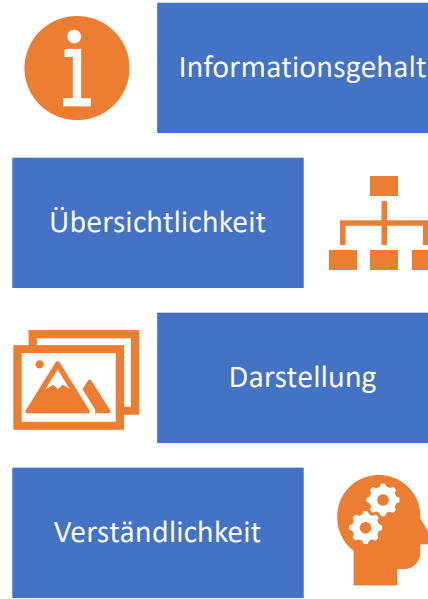 Informationsgehalt
Übersichtlichkeit
Darstellung
Verständlichkeit